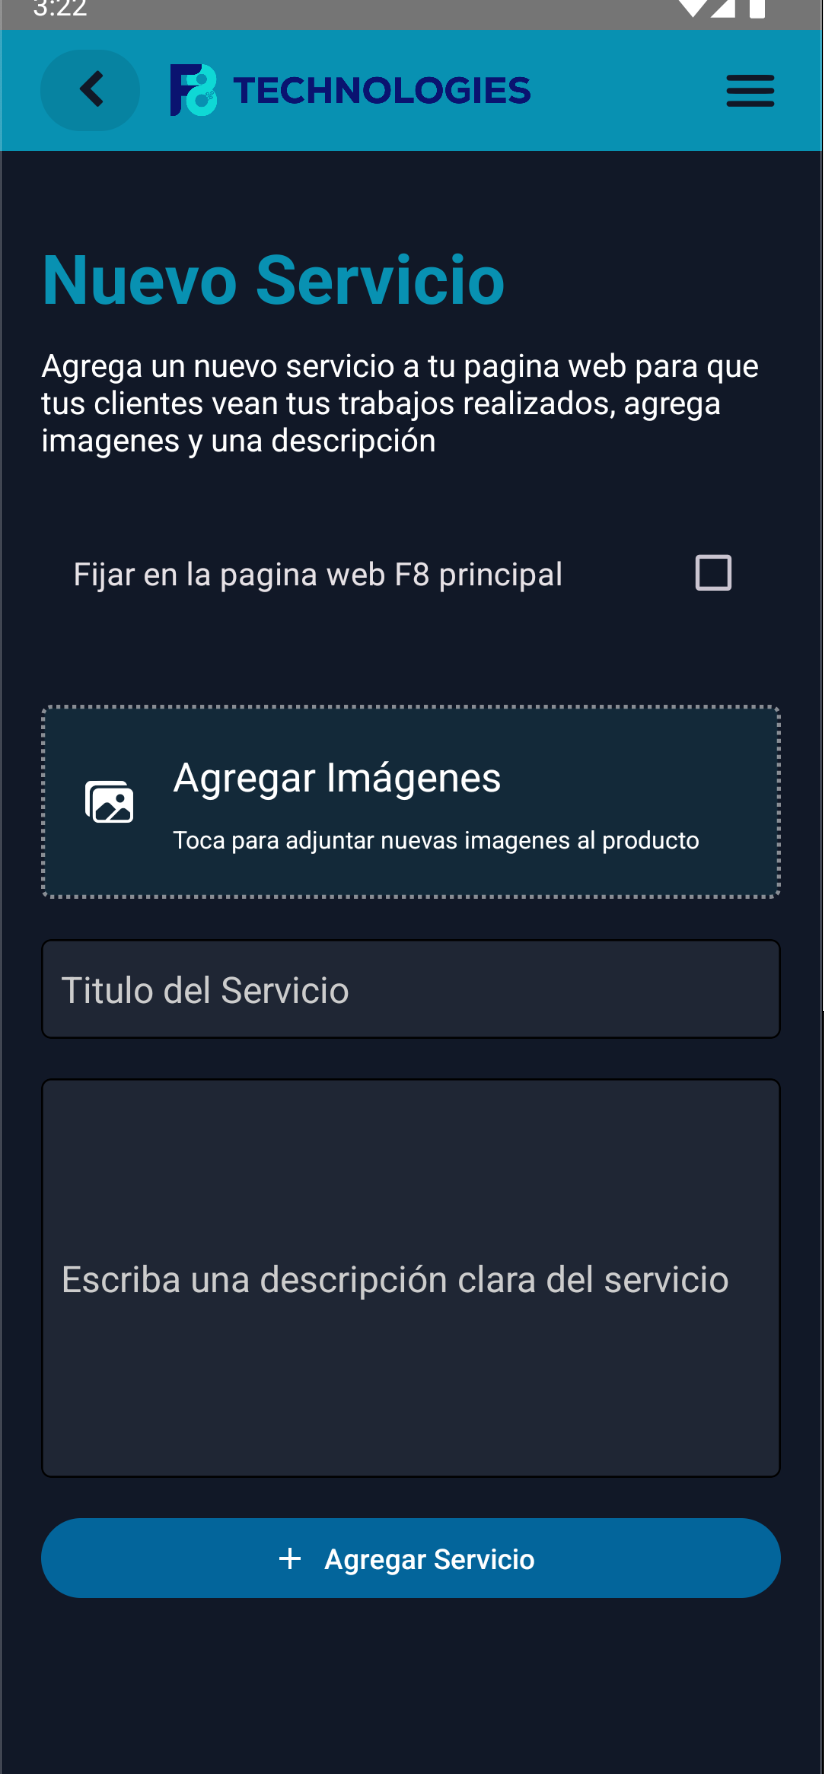 3:22
F8 TECHNOLOGIES
Nuevo Servicio
Agrega un nuevo servicio a tu pagina web para que
tus clientes vean tus trabajos realizados, agrega
imagenes y una descripción
Fijar en la pagina web F8 principal
Agregar Imágenes
Toca para adjuntar nuevas imagenes al producto
Titulo del Servicio
Escriba una descripción clara del servicio
+ Agregar Servicio